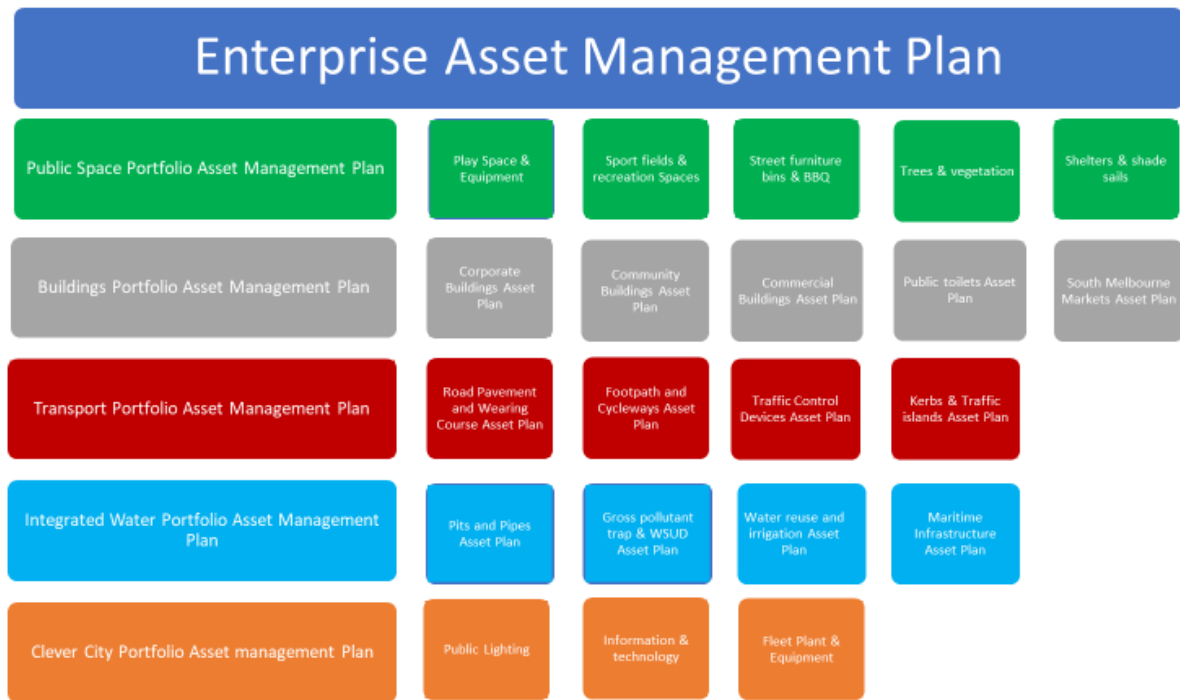 Enterprise Asset Management Plan
Public Space Portfolio Asset Management Plan
Play Space &
Equipment
Sport fields &
recreation Spaces
Street furniture
bins & BBQ
Trees & vegetation
Shelters & shade
sails
Buildings Portfolio Asset Management Plan
Corporate
Buildings Asset
Plan
Community
Buildings Asset
Plan
Commercial
Buildings Asset Plan
Public toilets Asset
Plan
South Melbourne
Markets Asset Plan
Transport Portfolio Asset Management Plan
Road Pavement
and Wearing
Course Asset Plan
Footpath and
Cycleways Asset
Plan
Traffic Control
Devices Asset Plan
Kerbs & Traffic
islands Asset Plan
Integrated Water Portfolio Asset Management
Plan
Pits and Pipes
Asset Plan
Gross pollutant
trap & WSUD
Asset Plan
Water reuse and
irrigation Asset
Plan
Maritime
Infrastructure
Asset Plan
Clever City Portfolio Asset management Plan
Public Lighting
Information &
technology
Fleet Plant &
Equipment